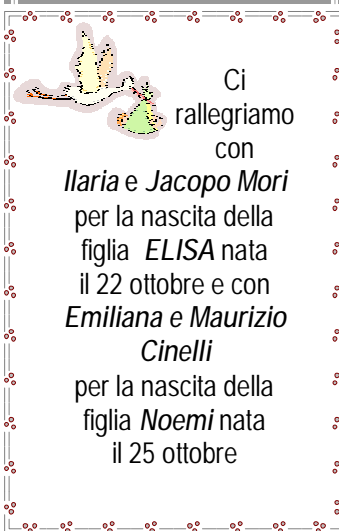 Ci
rallegriamo
con
Ilaria e Jacopo Mori
per la nascita della
figlia ELISA nata
il 22 ottobre e con
Emiliana e Maurizio
Cinelli
per la nascita della
figlia Noemi nata
il 25 ottobre